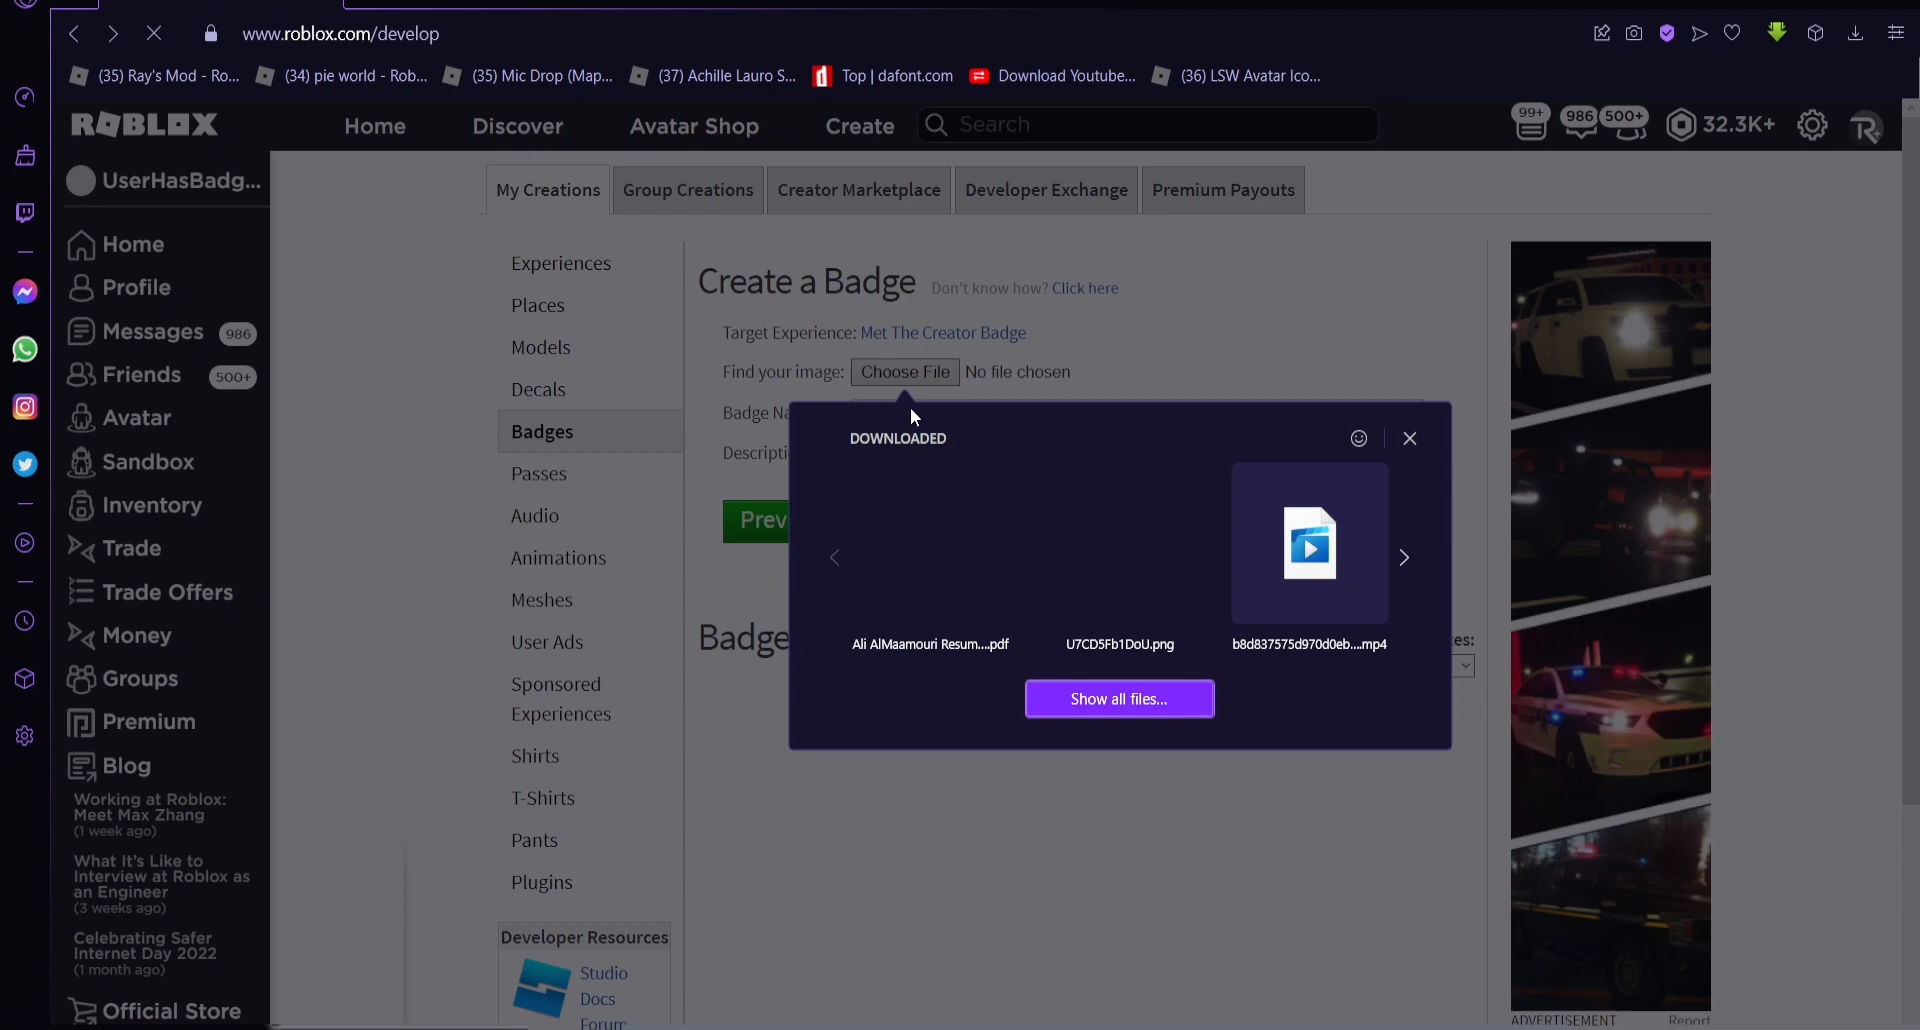 www.roblox.com/develop
(35) Ray's Mod - Ro...
(34) pie world - Rob...
(35) Mic Drop (Map...
(37) Achille Lauro S...
Top | dafont.com
Download Youtube...
(36) LSW Avatar Ico...
ROBLOX
Home
Discover
Avatar Shop
Create
Search
99+
986
500+
32.3K+
UserHasBadg...
Home
Profile
Messages 986
Friends 500+
Avatar
Sandbox
Inventory
Trade
Trade Offers
Money
Groups
Premium
Blog
Working at Roblox:
Meet Max Zhang
(1 week ago)
What It's Like to
Interview at Roblox as
an Engineer
(3 weeks ago)
Celebrating Safer
Internet Day 2022
(1 month ago)
Official Store
My Creations
Group Creations
Creator Marketplace
Developer Exchange
Premium Payouts
Experiences
Places
Models
Decals
Badges
Passes
Audio
Animations
Meshes
User Ads
Sponsored
Experiences
Shirts
T-Shirts
Pants
Plugins
Developer Resources
Studio
Docs
Forum
Create a Badge Don't know how? Click here
Target Experience: Met The Creator Badge
Find your image: Choose File No file chosen
Badge Na
Descripti
Prev
Badge
es:
DOWNLOADED
Ali AlMaamouri Resum....pdf
U7CD5Fb1DoU.png
b8d837575d970d0eb....mp4
Show all files...
ADVERTISEMENT
Report